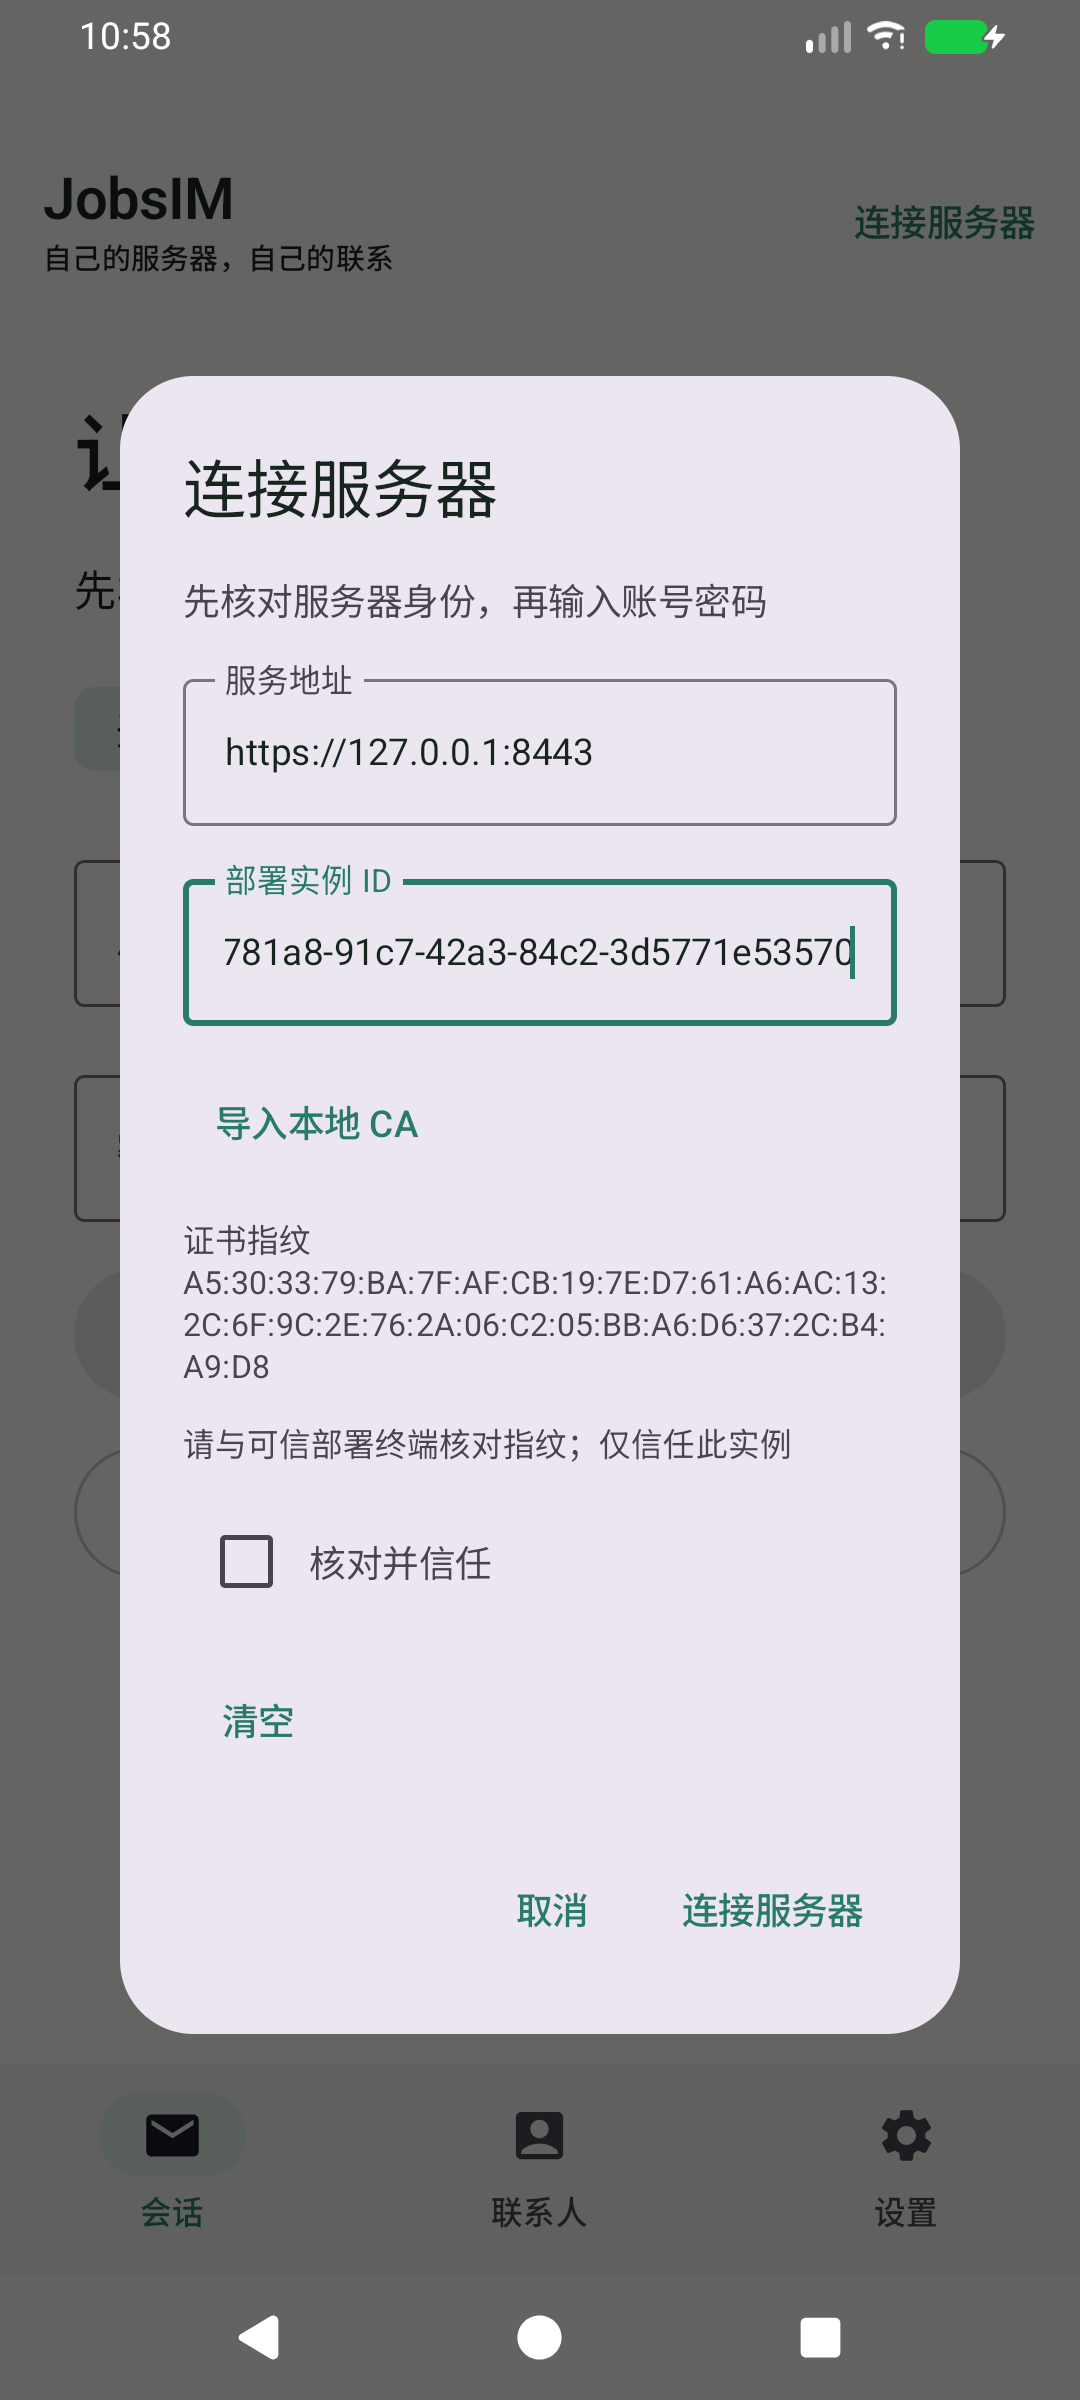 10:58
JobsIM
连接服务器
自己的服务器，自己的联系
连接服务器
先核对服务器身份，再输入账号密码
服务地址
https://127.0.0.1:8443
部署实例 ID
781a8-91c7-42a3-84c2-3d5771e53570
导入本地 CA
证书指纹
A5:30:33:79:BA:7F:AF:CB:19:7E:D7:61:A6:AC:13:
2C:6F:9C:2E:76:2A:06:C2:05:BB:A6:D6:37:2C:B4:
A9:D8
请与可信部署终端核对指纹；仅信任此实例
核对并信任
清空
取消
连接服务器
会话
联系人
设置